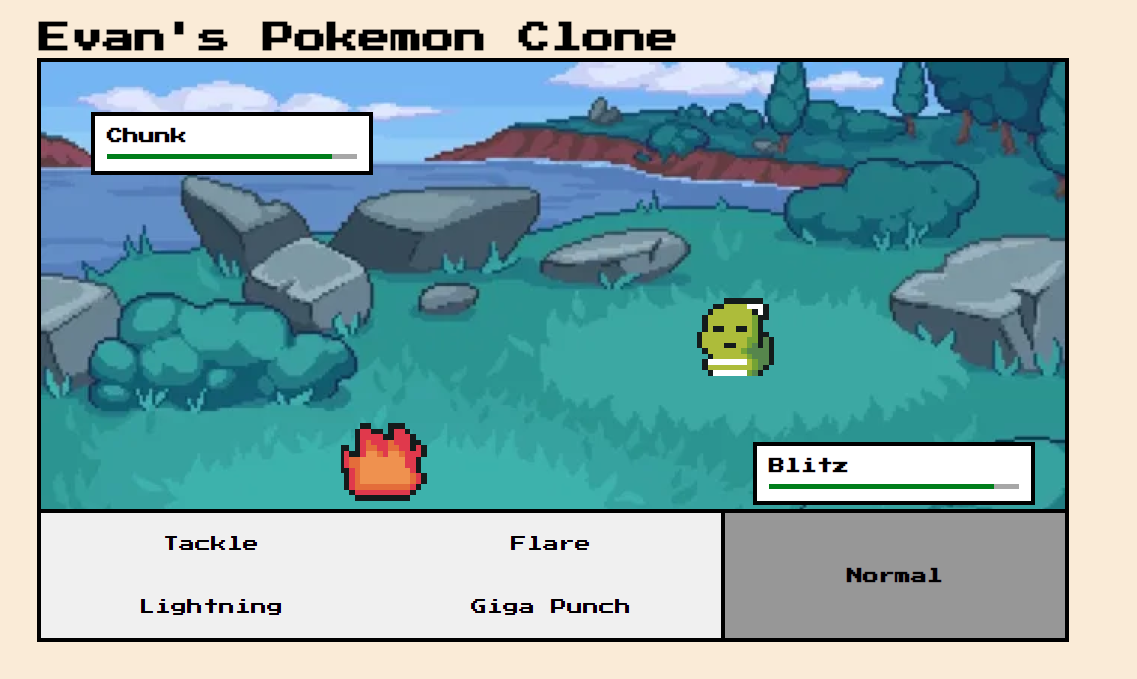 Evan's Pokemon Clone
Chunk
Blitz
Tackle
Flare
Normal
Lightning
Giga Punch